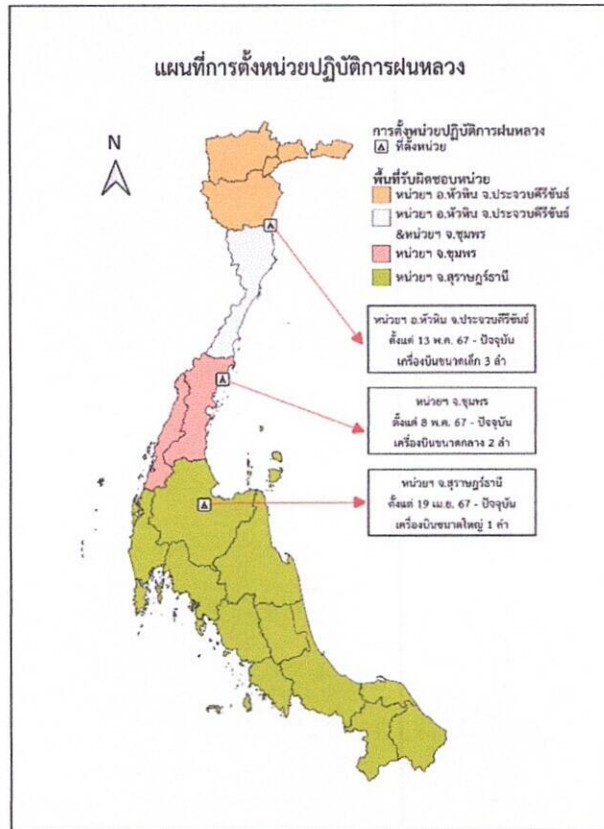 แผนที่การตั้งหน่วยปฏิบัติการฝนหลวง
N
การตั้งหน่วยปฏิบัติการฝนหลวง
ที่ตั้งหน่วย
พื้นที่รับผิดชอบหน่วย
หน่วยฯ อ.หัวหิน จ.ประจวบคีรีขันธ์
หน่วยฯ อ.หัวหิน จ.ประจวบคีรีขันธ์
&หน่วยฯ จ.ชุมพร
หน่วยฯ จ.ชุมพร
หน่วยฯ จ.สุราษฎร์ธานี
หน่วยฯ อ.หัวหิน จ.ประจวบคีรีขันธ์
ตั้งแต่ 13 พ.ค. 67 - ปัจจุบัน
เครื่องบินขนาดเล็ก 3 ลำ
หน่วยฯ จ.ชุมพร
ตั้งแต่ 8 พ.ค. 67 - ปัจจุบัน
เครื่องบินขนาดกลาง 2 ลำ
หน่วยฯ จ.สุราษฎร์ธานี
ตั้งแต่ 19 เม.ย. 67 - ปัจจุบัน
เครื่องบินขนาดใหญ่ 1 ลำ